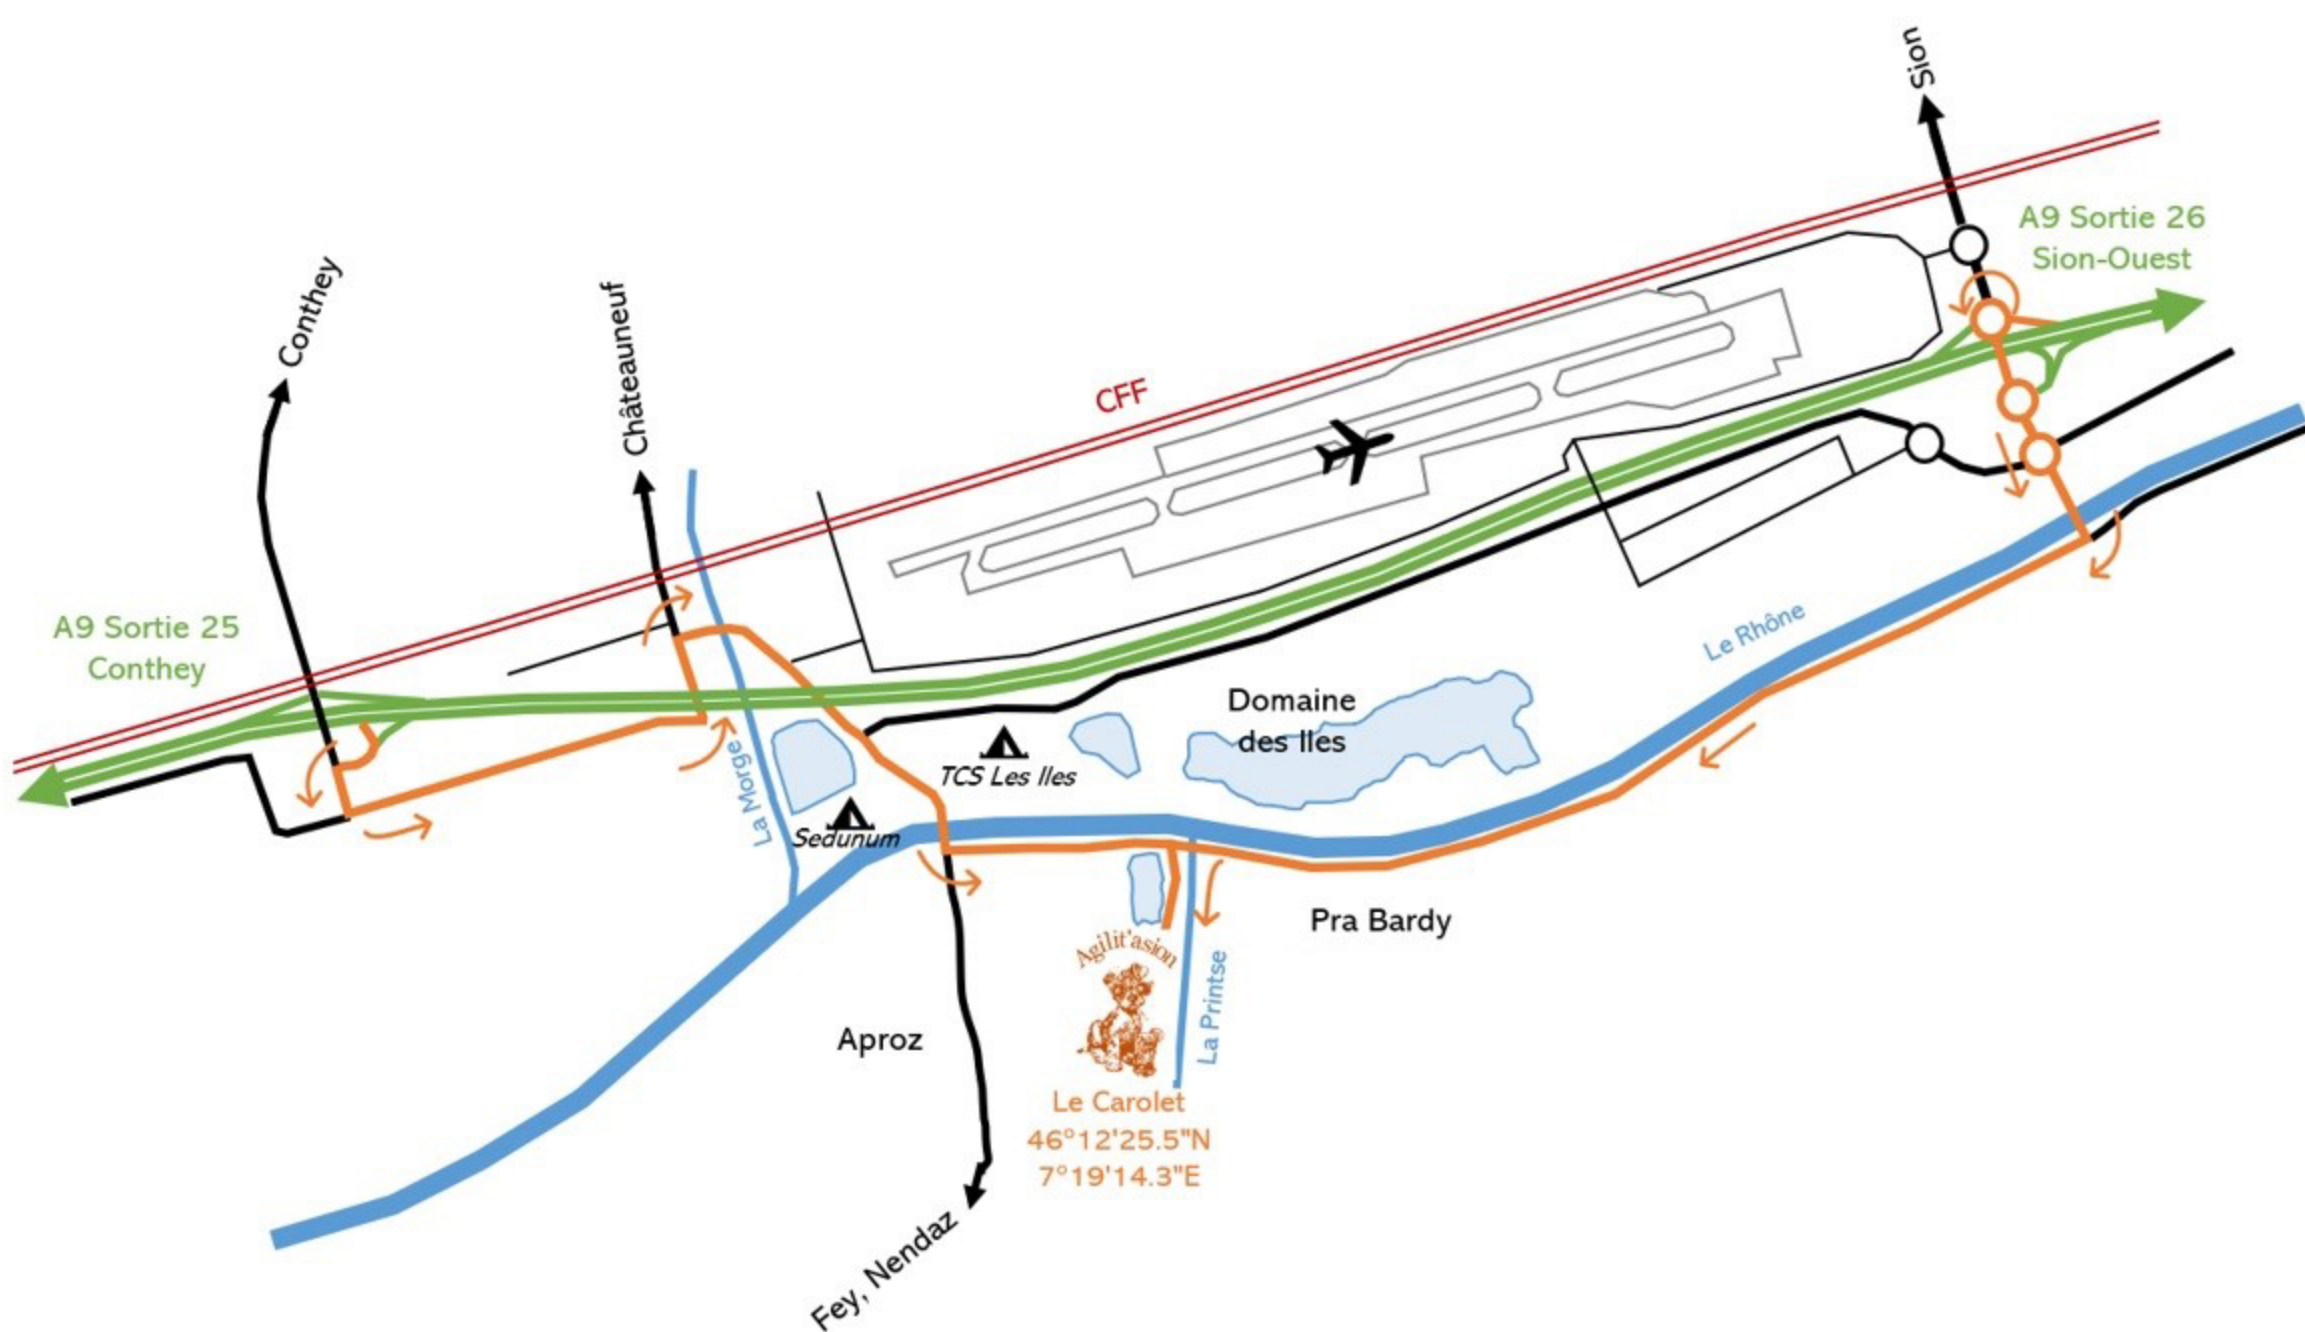 Sion
A9 Sortie 26
Sion-Ouest
Conthey
Châteauneuf
CFF
A9 Sortie 25
Conthey
Le Rhône
Domaine
des Iles
TCS Les Iles
La Morge
Sedunum
Pra Bardy
Agilit'asion
La Printse
Aproz
Le Carolet
46°12'25.5"N
7°19'14.3"E
Fey, Nendaz